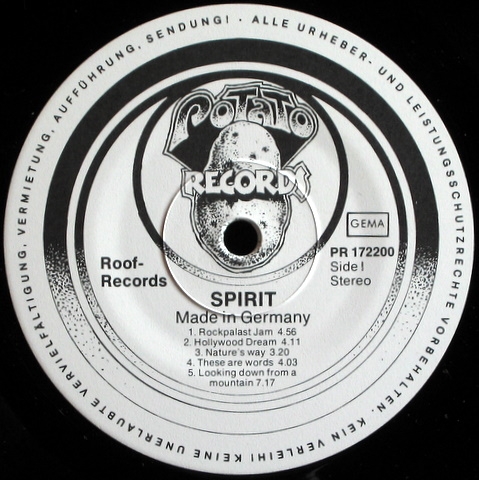 ALLE URHEBER- UND LEISTUNGSSCHUTZRECHTE VORBEHALTEN. KEIN VERLEIH! KEINE UNERLAUBTE VERVIELFÄLTIGUNG, VERMIETUNG, AUFFÜHRUNG, SENDUNG! ·
POTATO
RECORDS
GEMA
Roof-
Records
PR 172200
Side I
Stereo
SPIRIT
Made in Germany
1. Rockpalast Jam 4.56
2. Hollywood Dream 4.11
3. Nature's way 3.20
4. These are words 4.03
5. Looking down from a
mountain 7.17